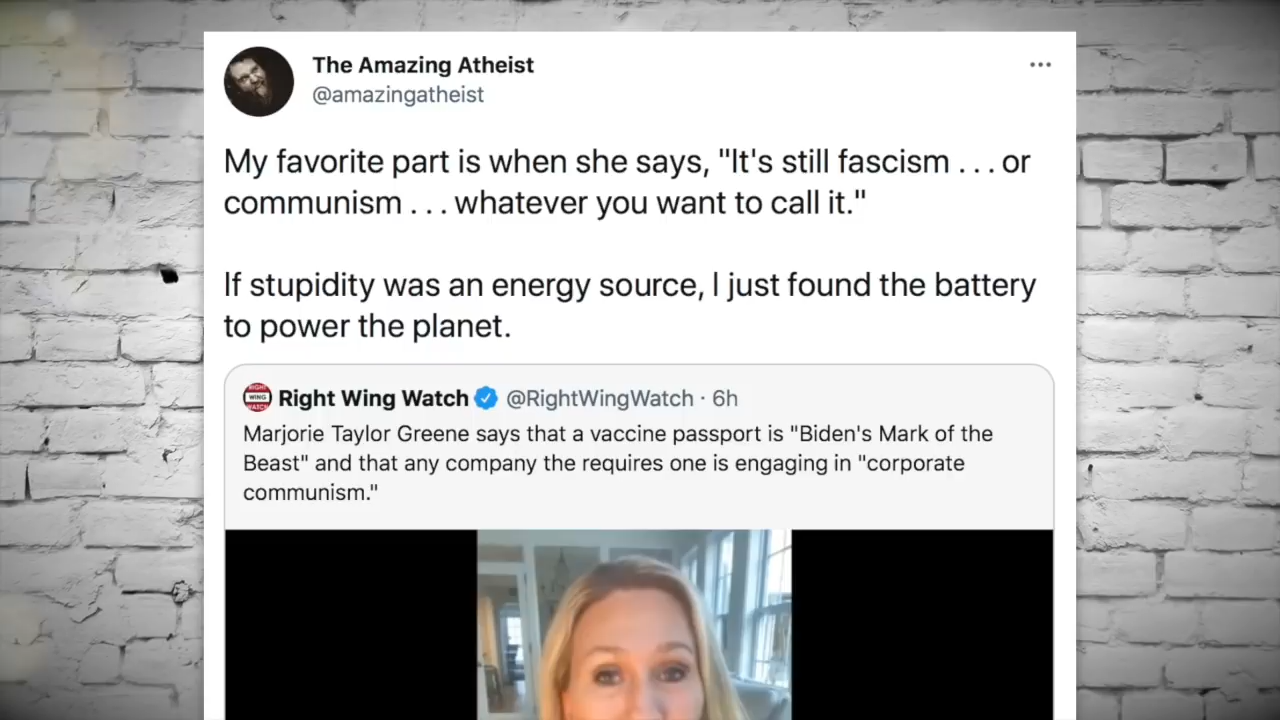 The Amazing Atheist
@amazingatheist
My favorite part is when she says, "It's still fascism . . . or
communism . . . whatever you want to call it."
If stupidity was an energy source, I just found the battery
to power the planet.
RIGHT
WING
WATCH
Right Wing Watch @RightWingWatch · 6h
Marjorie Taylor Greene says that a vaccine passport is "Biden's Mark of the
Beast" and that any company the requires one is engaging in "corporate
communism."